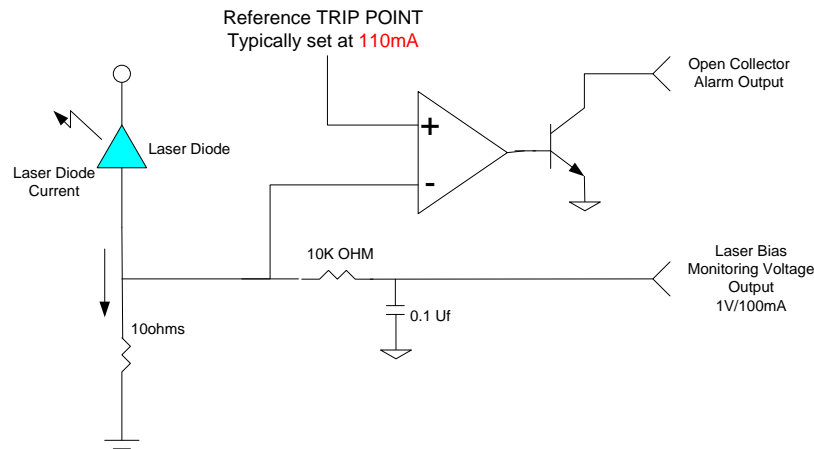 Reference TRIP POINT
Typically set at 110mA
Open Collector
Alarm Output
+
-
Laser Diode
Laser Diode
Current
10K OHM
Laser Bias
Monitoring Voltage
Output
1V/100mA
0.1 Uf
10ohms